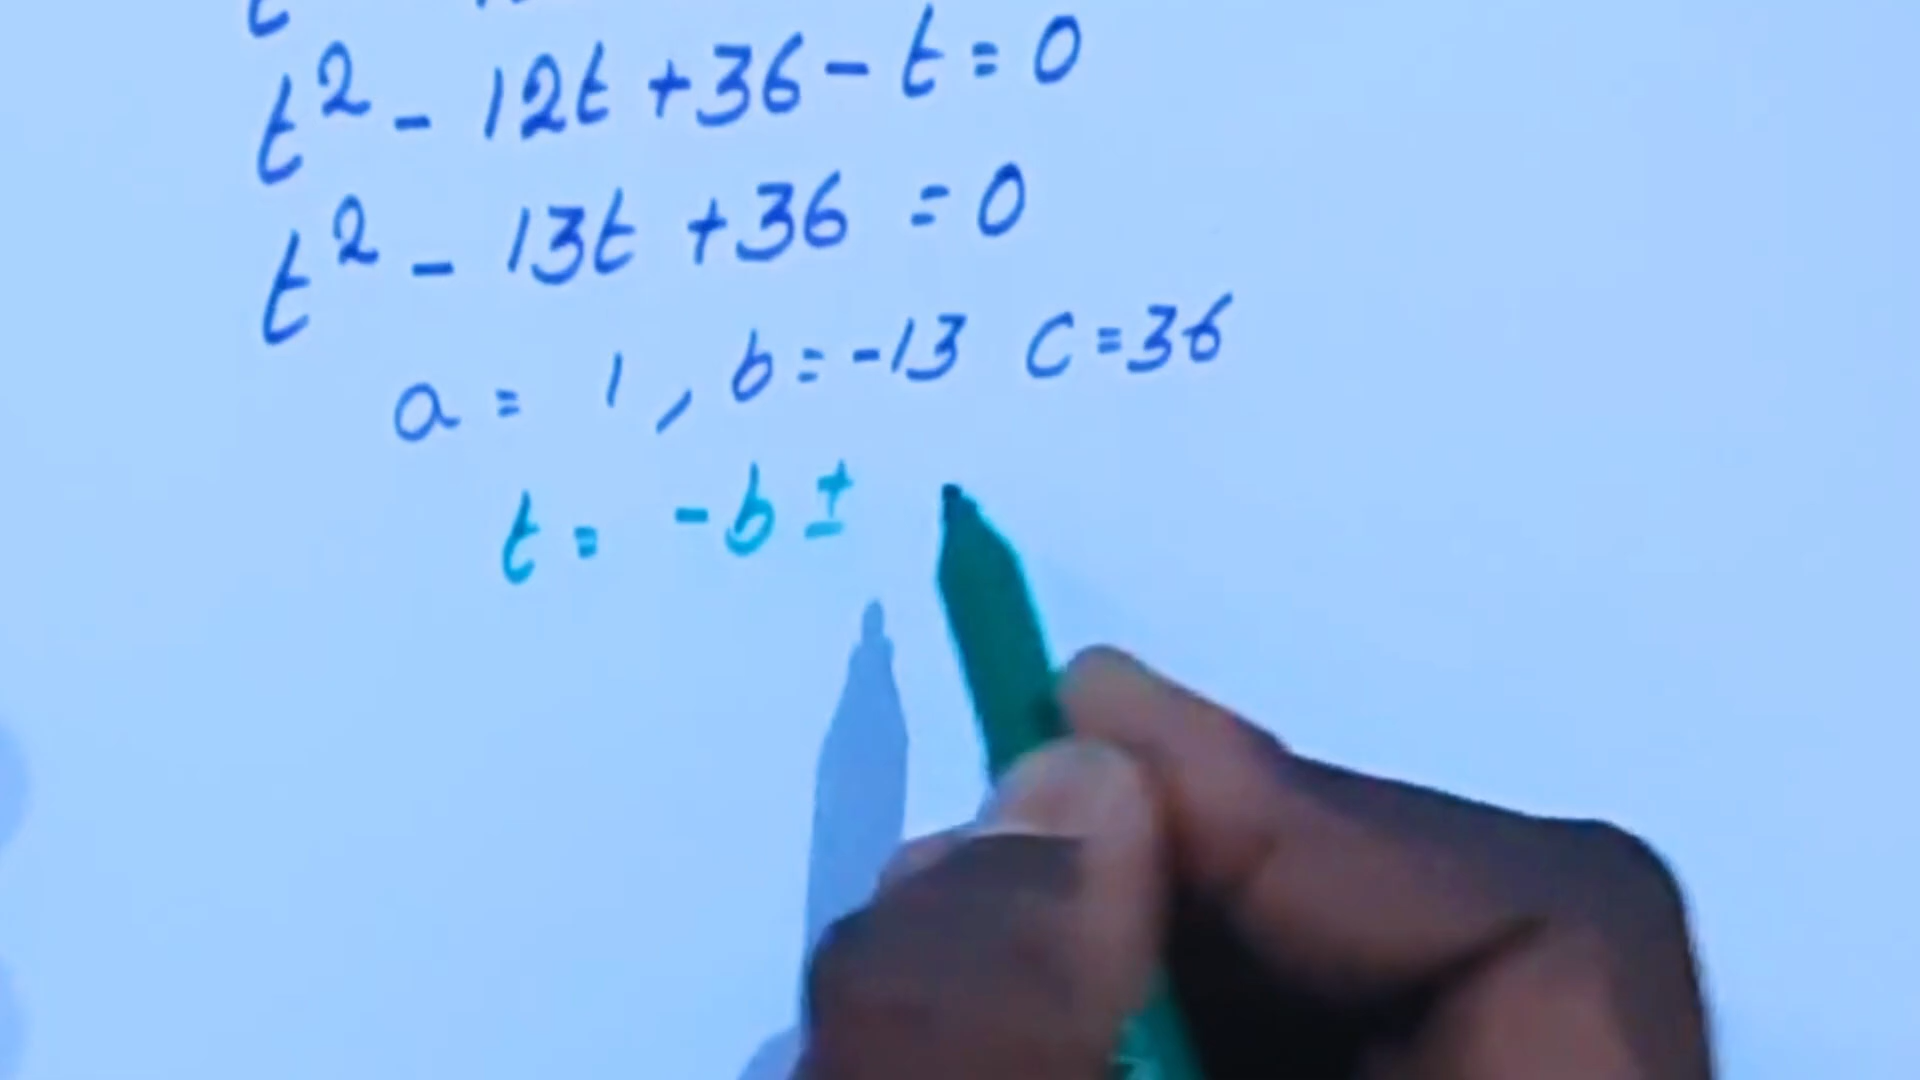 t² - 12t + 36 - t = 0
t² - 13t + 36 = 0
a = 1, b = -13 c = 36
t = -b ±